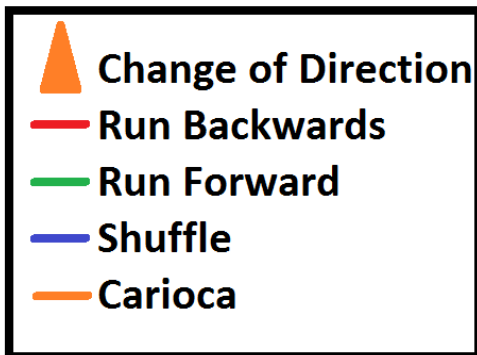 Change of Direction
Run Backwards
Run Forward
Shuffle
Carioca